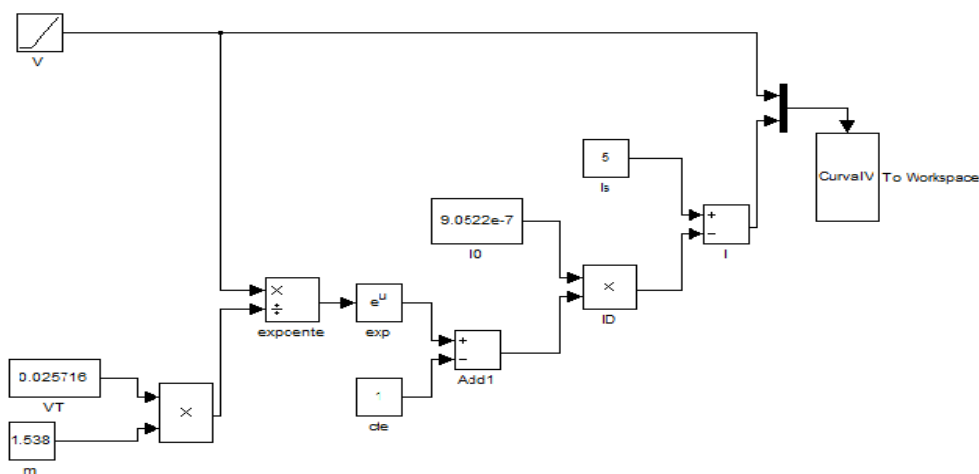 V
5
Is
CurvaIV
To Workspace
9.0522e-7
I0
+
−
I
×
÷
expoente
e^u
exp
×
ID
+
−
Add1
0.025716
VT
×
1
cte
1.538
m